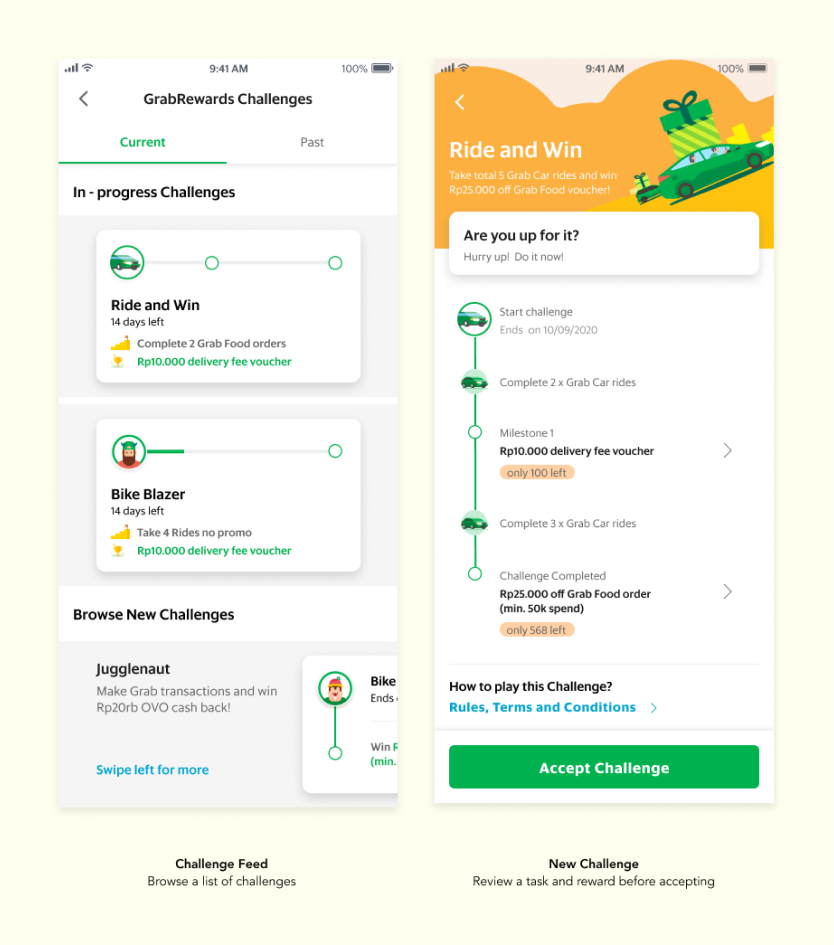 9:41 AM
100%
GrabRewards Challenges
Current
Past
In - progress Challenges
Ride and Win
14 days left
Complete 2 Grab Food orders
Rp10.000 delivery fee voucher
Bike Blazer
14 days left
Take 4 Rides no promo
Rp10.000 delivery fee voucher
Browse New Challenges
Jugglenaut
Make Grab transactions and win
Rp20rb OVO cash back!
Swipe left for more
Bike
Ends
Win
(min.
Challenge Feed
Browse a list of challenges
9:41 AM
100%
Ride and Win
Take total 5 Grab Car rides and win
Rp25.000 off Grab Food voucher!
Are you up for it?
Hurry up! Do it now!
Start challenge
Ends on 10/09/2020
Complete 2 x Grab Car rides
Milestone 1
Rp10.000 delivery fee voucher
only 100 left
Complete 3 x Grab Car rides
Challenge Completed
Rp25.000 off Grab Food order
(min. 50k spend)
only 568 left
How to play this Challenge?
Rules, Terms and Conditions
Accept Challenge
New Challenge
Review a task and reward before accepting